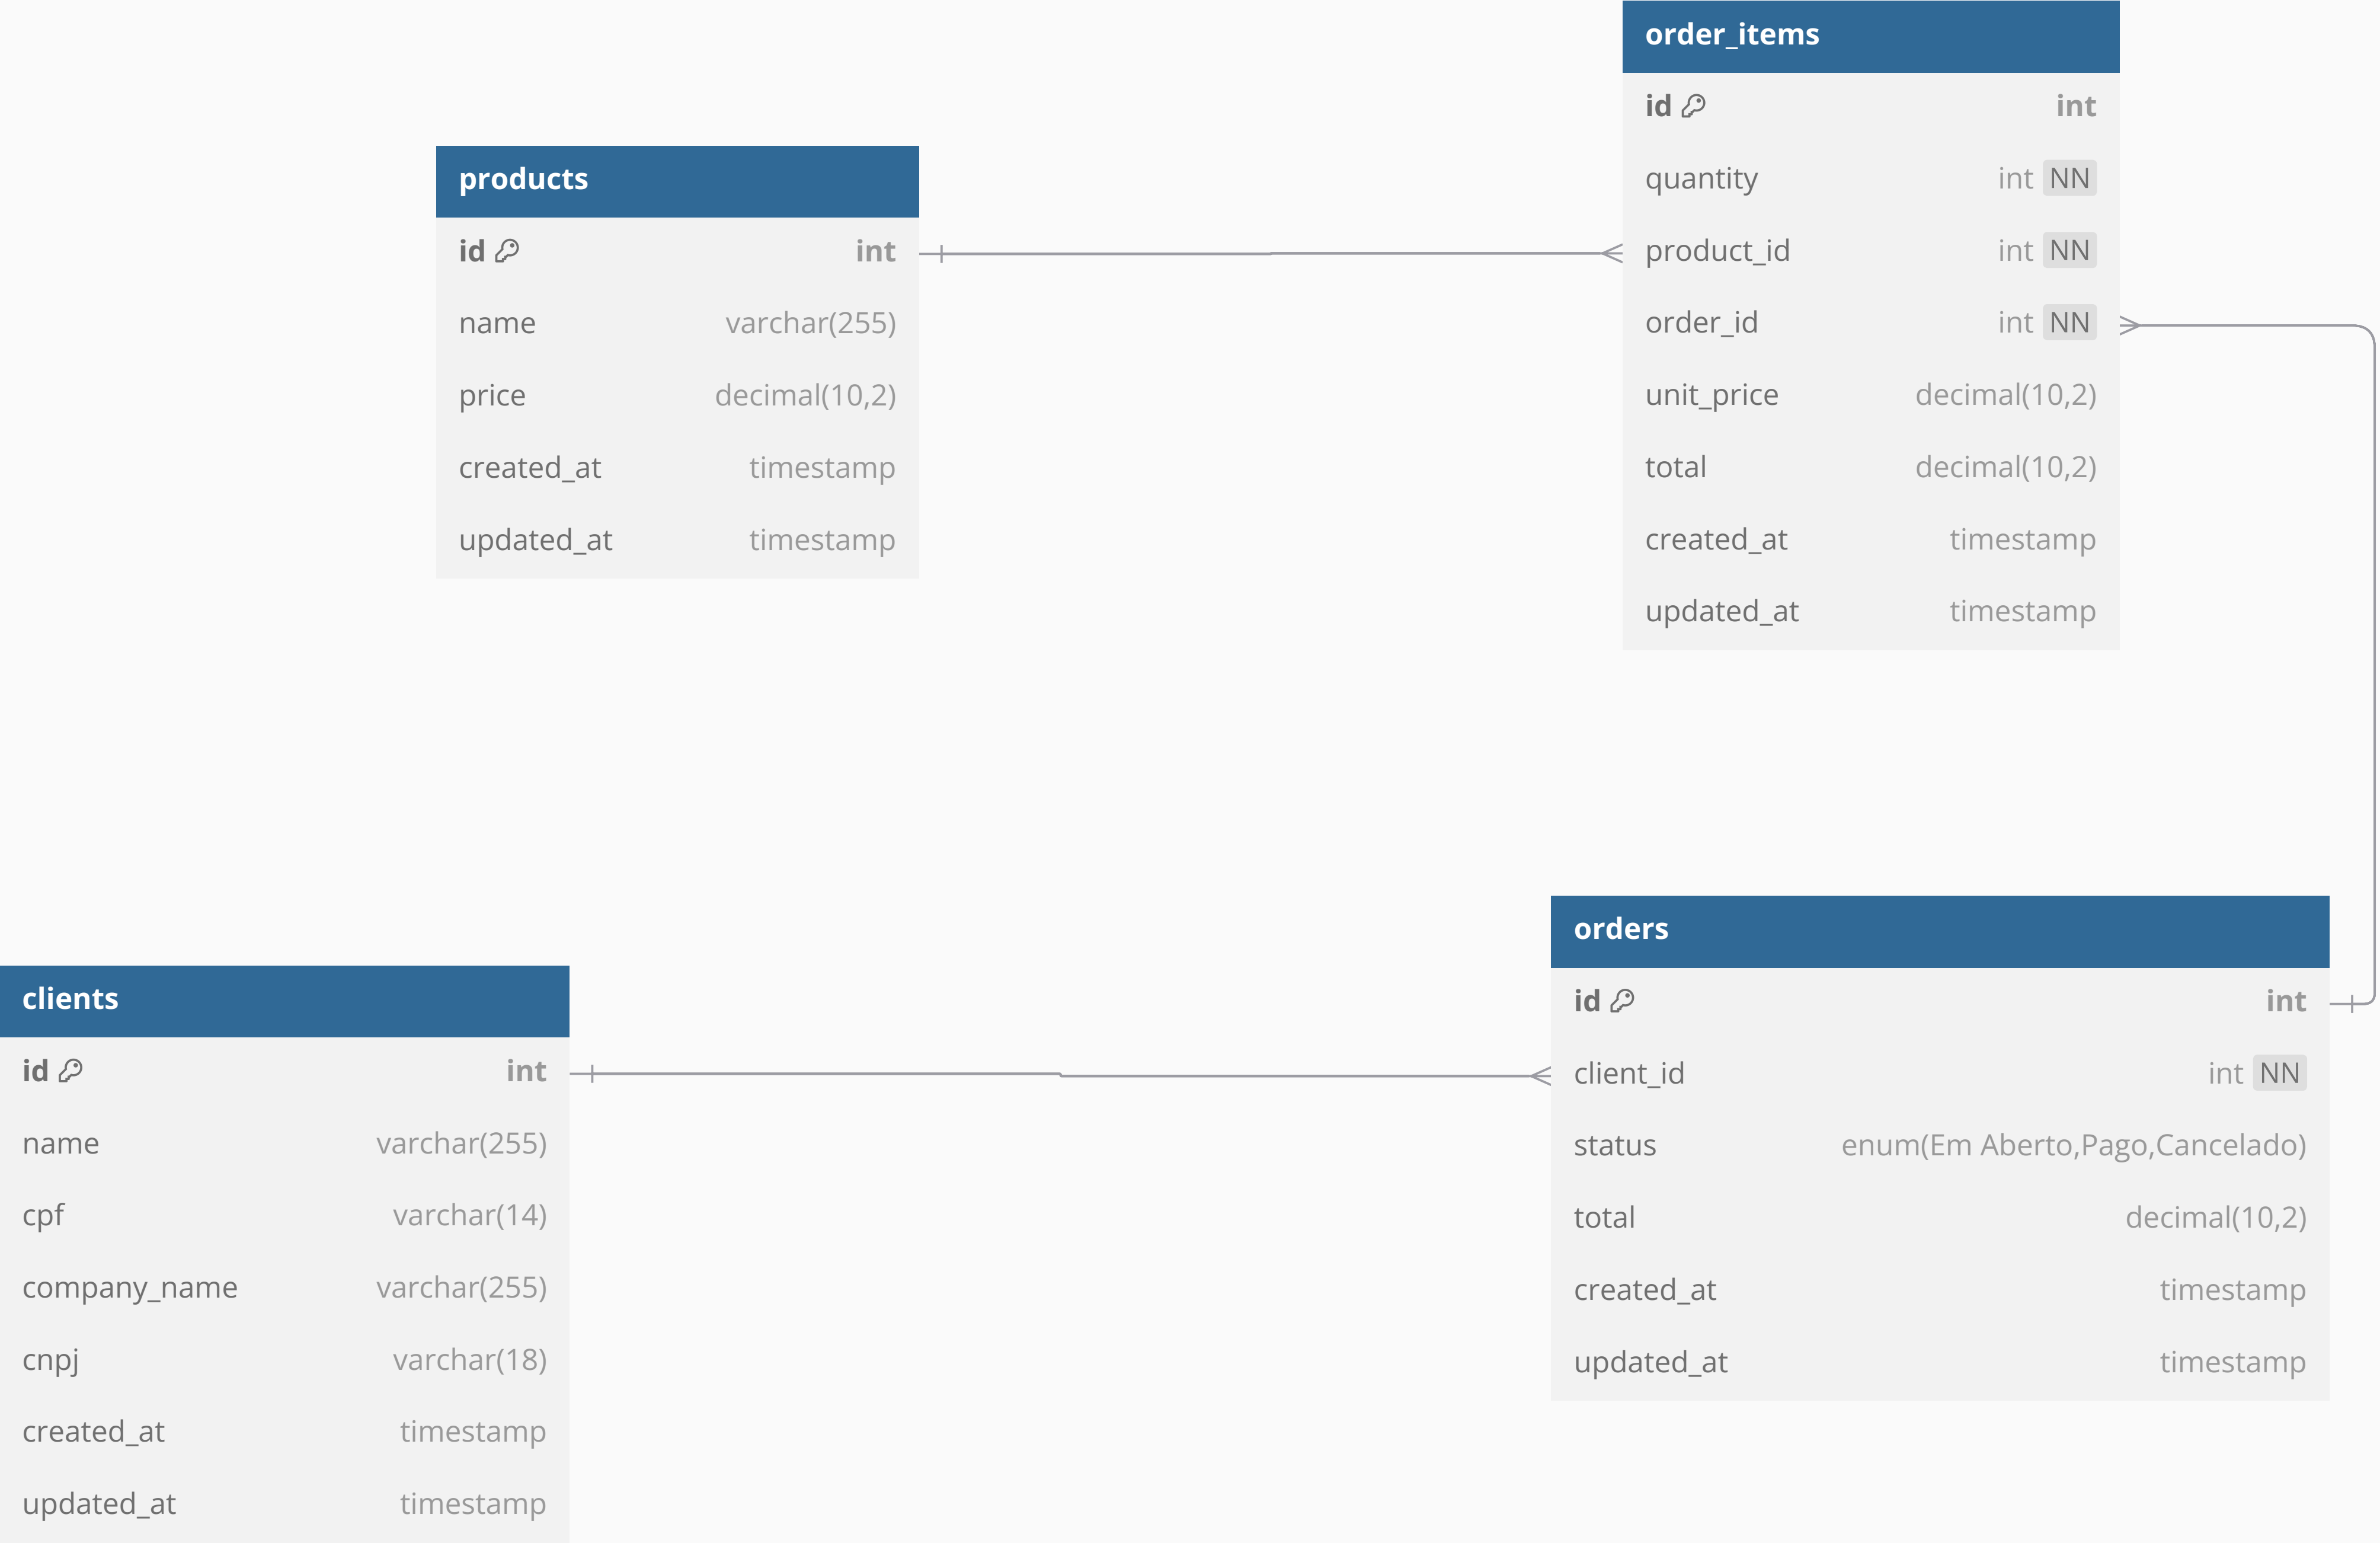 products
id int
name varchar(255)
price decimal(10,2)
created_at timestamp
updated_at timestamp
order_items
id int
quantity int NN
product_id int NN
order_id int NN
unit_price decimal(10,2)
total decimal(10,2)
created_at timestamp
updated_at timestamp
clients
id int
name varchar(255)
cpf varchar(14)
company_name varchar(255)
cnpj varchar(18)
created_at timestamp
updated_at timestamp
orders
id int
client_id int NN
status enum(Em Aberto,Pago,Cancelado)
total decimal(10,2)
created_at timestamp
updated_at timestamp